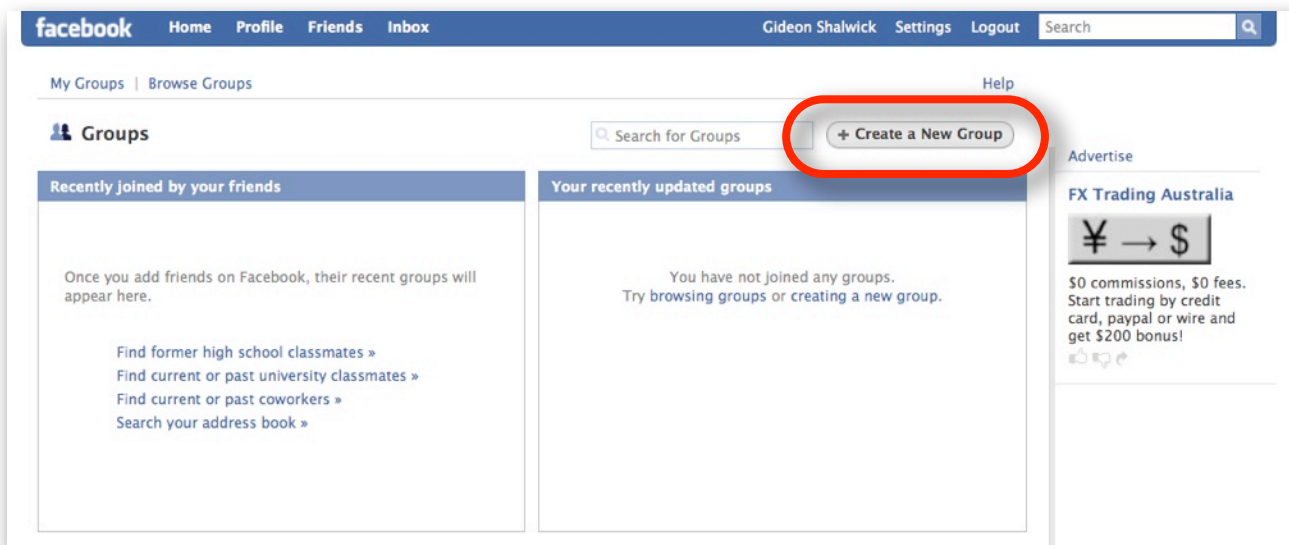 facebook Home Profile Friends Inbox Gideon Shalwick Settings Logout Search
My Groups | Browse Groups Help
Groups Search for Groups + Create a New Group
Recently joined by your friends
Once you add friends on Facebook, their recent groups will
appear here.
Find former high school classmates »
Find current or past university classmates »
Find current or past coworkers »
Search your address book »
Your recently updated groups
You have not joined any groups.
Try browsing groups or creating a new group.
Advertise
FX Trading Australia
¥ → $
$0 commissions, $0 fees.
Start trading by credit
card, paypal or wire and
get $200 bonus!